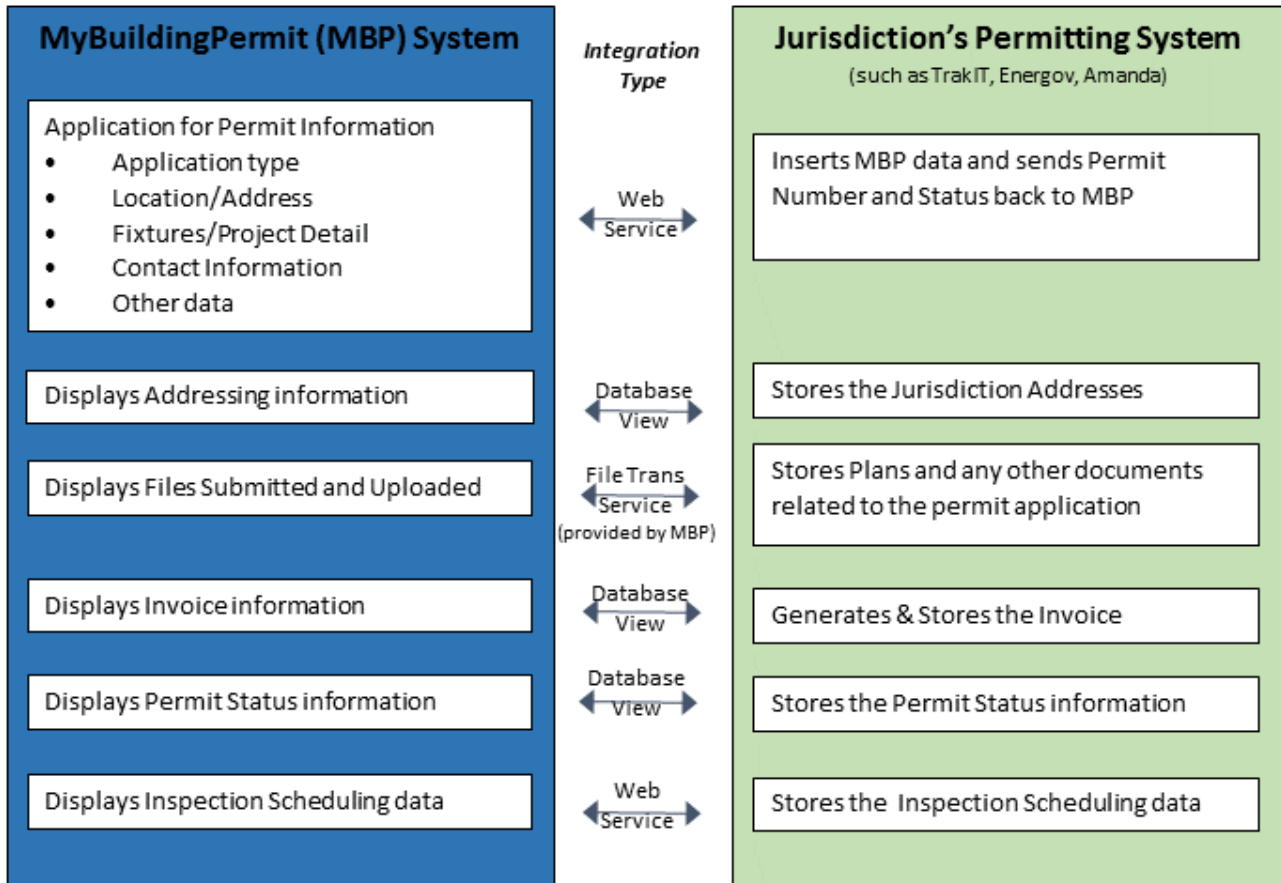 MyBuildingPermit (MBP) System
Application for Permit Information
• Application type
• Location/Address
• Fixtures/Project Detail
• Contact Information
• Other data
Displays Addressing information
Displays Files Submitted and Uploaded
Displays Invoice information
Displays Permit Status information
Displays Inspection Scheduling data
Integration
Type
Web
Service
Database
View
File Trans
Service
(provided by MBP)
Database
View
Database
View
Web
Service
Jurisdiction's Permitting System
(such as TrakIT, Energov, Amanda)
Inserts MBP data and sends Permit
Number and Status back to MBP
Stores the Jurisdiction Addresses
Stores Plans and any other documents
related to the permit application
Generates & Stores the Invoice
Stores the Permit Status information
Stores the Inspection Scheduling data